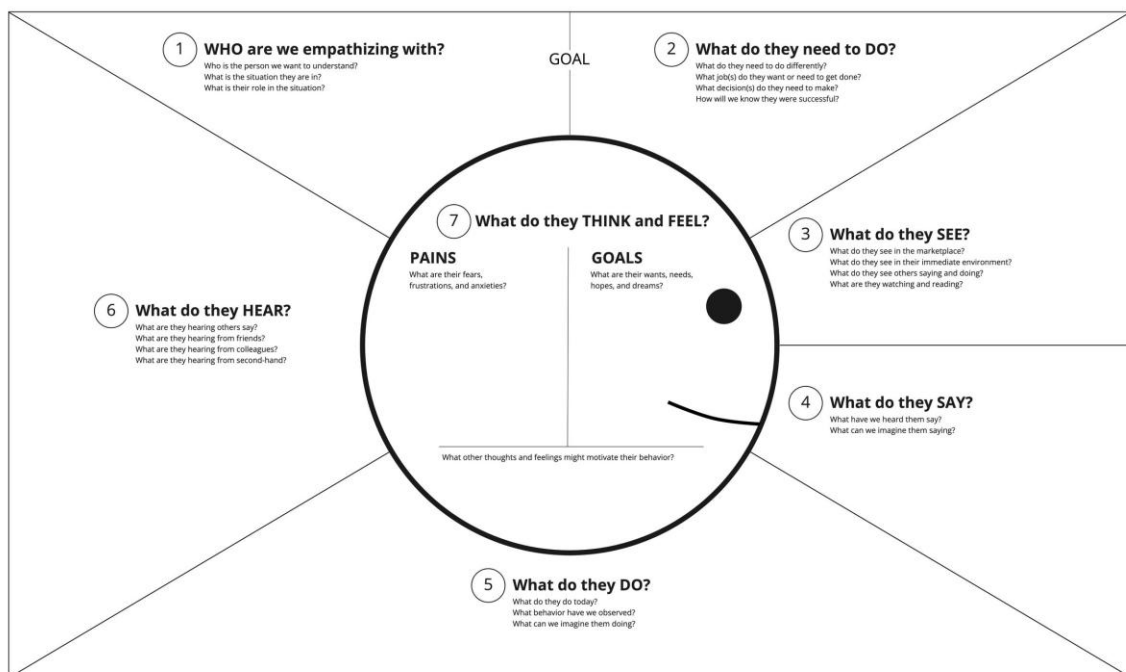 GOAL
1 WHO are we empathizing with?
Who is the person we want to understand?
What is the situation they are in?
What is their role in the situation?
2 What do they need to DO?
What do they need to do differently?
What job(s) do they want or need to get done?
What decision(s) do they need to make?
How will we know they were successful?
3 What do they SEE?
What do they see in the marketplace?
What do they see in their immediate environment?
What do they see others saying and doing?
What are they watching and reading?
4 What do they SAY?
What have we heard them say?
What can we imagine them saying?
5 What do they DO?
What do they do today?
What behavior have we observed?
What can we imagine them doing?
6 What do they HEAR?
What are they hearing others say?
What are they hearing from friends?
What are they hearing from colleagues?
What are they hearing from second-hand?
7 What do they THINK and FEEL?
PAINS
What are their fears,
frustrations, and anxieties?
GOALS
What are their wants, needs,
hopes, and dreams?
What other thoughts and feelings might motivate their behavior?